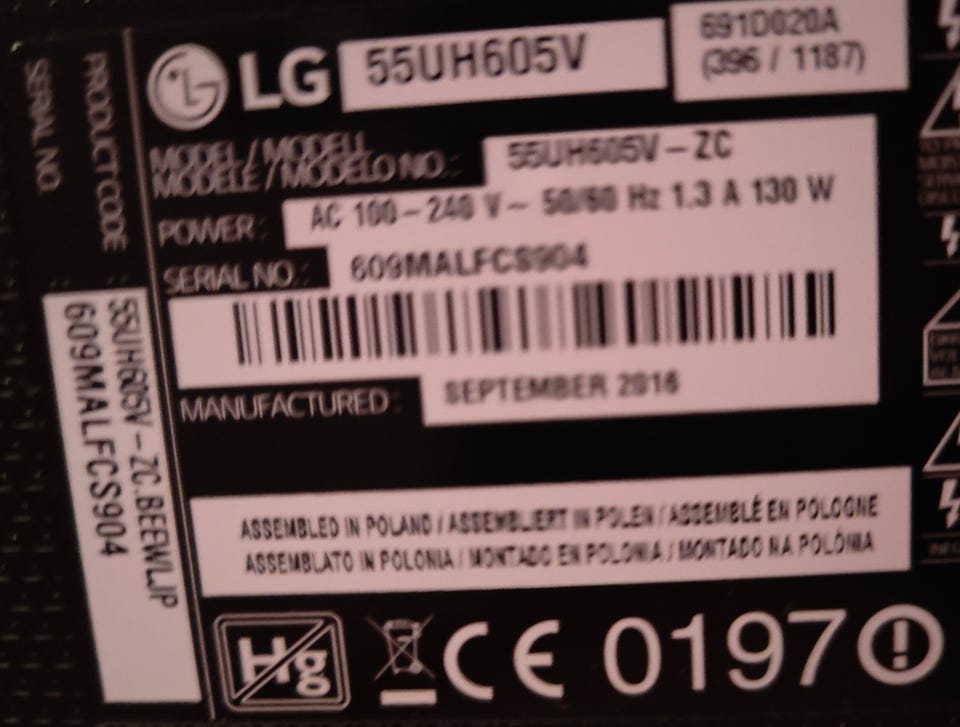 LG 55UH605V
691D020A
(396 / 1187)
MODEL / MODELL
MODÈLE / MODELO NO. :
55UH605V - ZC
POWER : AC 100 - 240 V ~ 50/60 Hz 1.3 A 130 W
SERIAL NO. : 609MALFCS904
MANUFACTURED : SEPTEMBER 2016
ASSEMBLED IN POLAND / ASSEMBLIERT IN POLEN / ASSEMBLÉ EN POLOGNE
ASSEMBLATO IN POLONIA / MONTADO EN POLONIA / MONTADO NA POLÓNIA
Hg CE 0197
PRODUCT CODE : 55UH605V - ZC.BEEWLJP
SERIAL NO. : 609MALFCS904